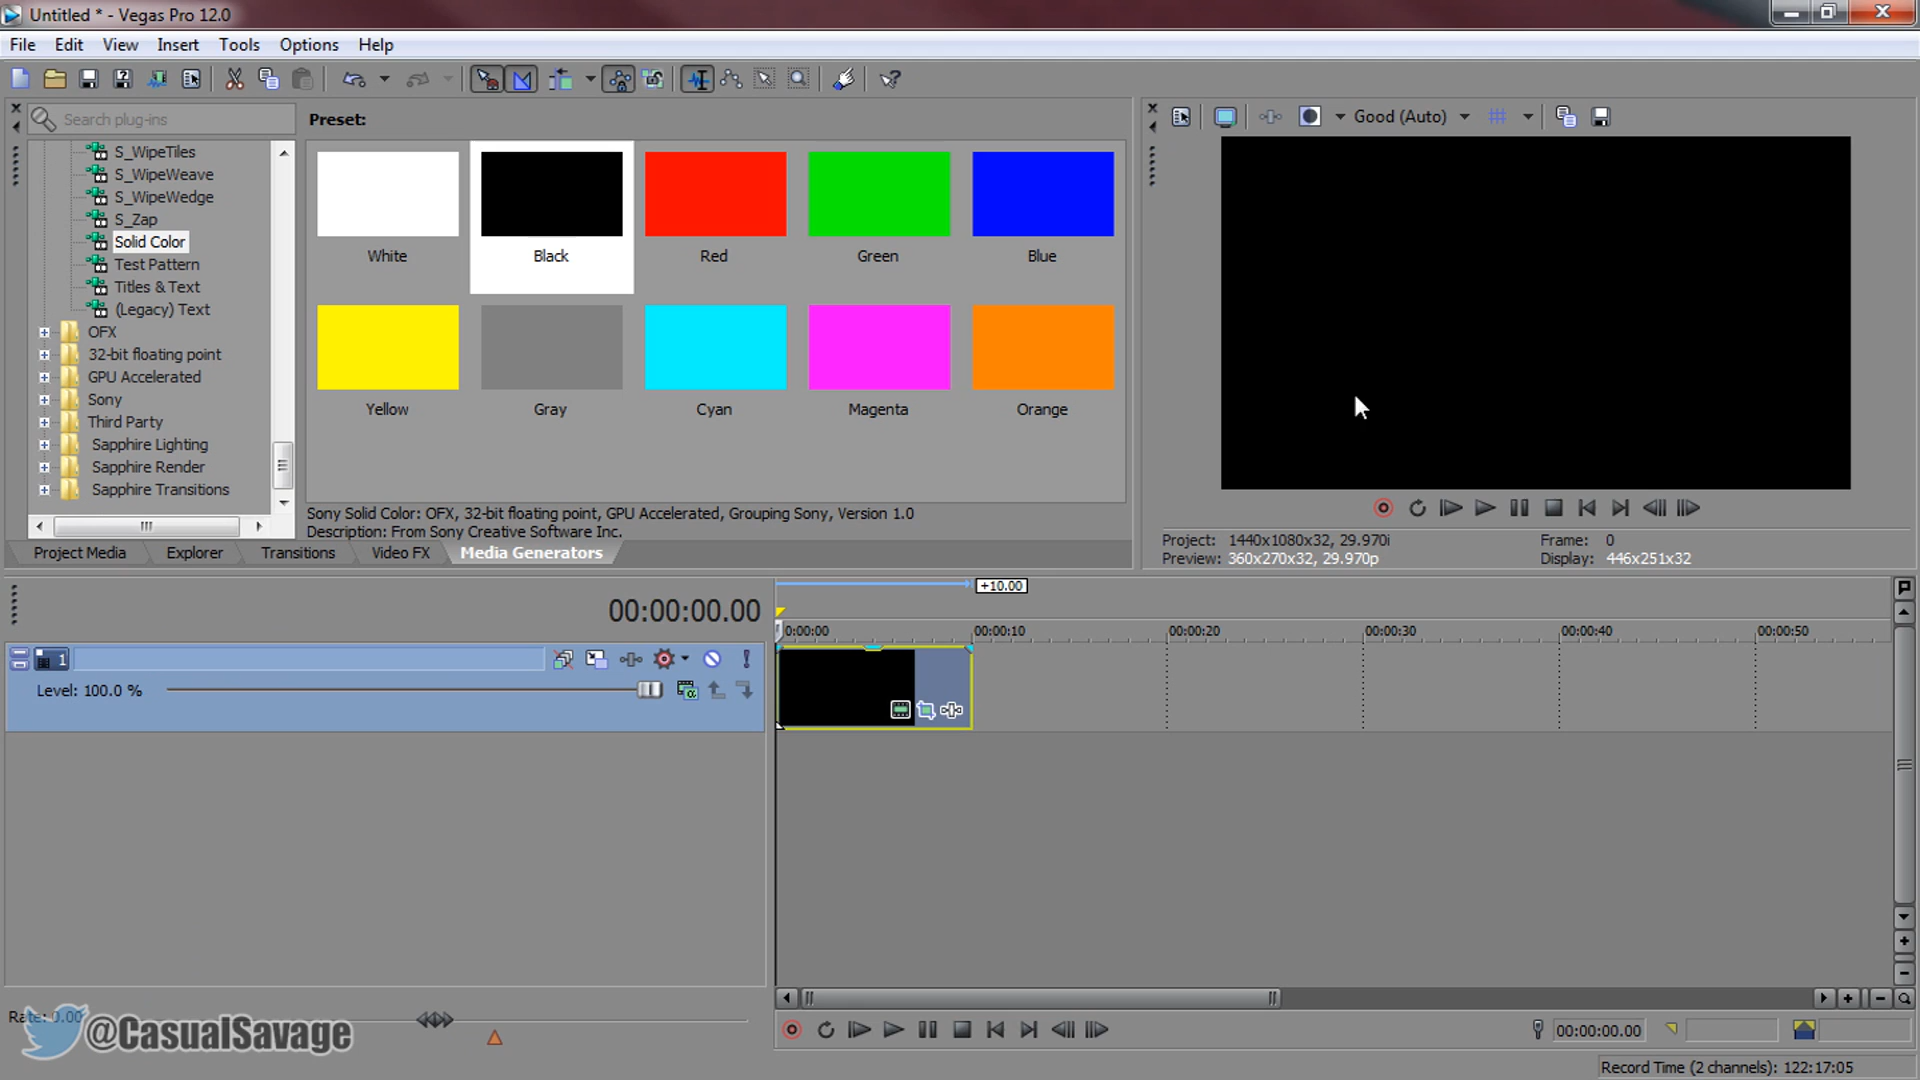 Untitled * - Vegas Pro 12.0
File Edit View Insert Tools Options Help
Search plug-ins
Preset:
Good (Auto)
S_WipeTiles
S_WipeWeave
S_WipeWedge
S_Zap
Solid Color
Test Pattern
Titles & Text
(Legacy) Text
OFX
32-bit floating point
GPU Accelerated
Sony
Third Party
Sapphire Lighting
Sapphire Render
Sapphire Transitions
White Black Red Green Blue
Yellow Gray Cyan Magenta Orange
Sony Solid Color: OFX, 32-bit floating point, GPU Accelerated, Grouping Sony, Version 1.0
Description: From Sony Creative Software Inc.
Project Media Explorer Transitions Video FX Media Generators
Project: 1440x1080x32, 29.970i Frame: 0
Preview: 360x270x32, 29.970p Display: 446x251x32
+10.00
00:00:00.00
0:00:00 00:00:10 00:00:20 00:00:30 00:00:40 00:00:50
1
Level: 100.0 %
Rate: 0.00
@CasualSavage
00:00:00.00
Record Time (2 channels): 122:17:05